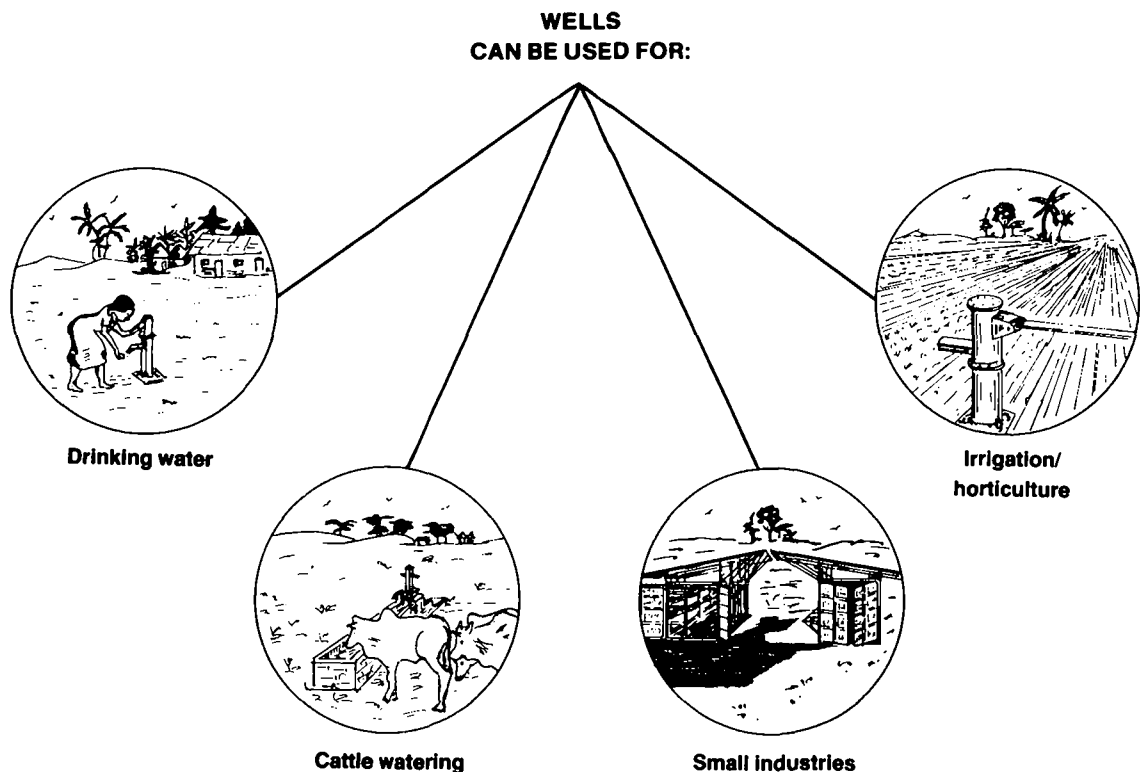 WELLS
CAN BE USED FOR:
Drinking water
Irrigation/
horticulture
Cattle watering
Small industries